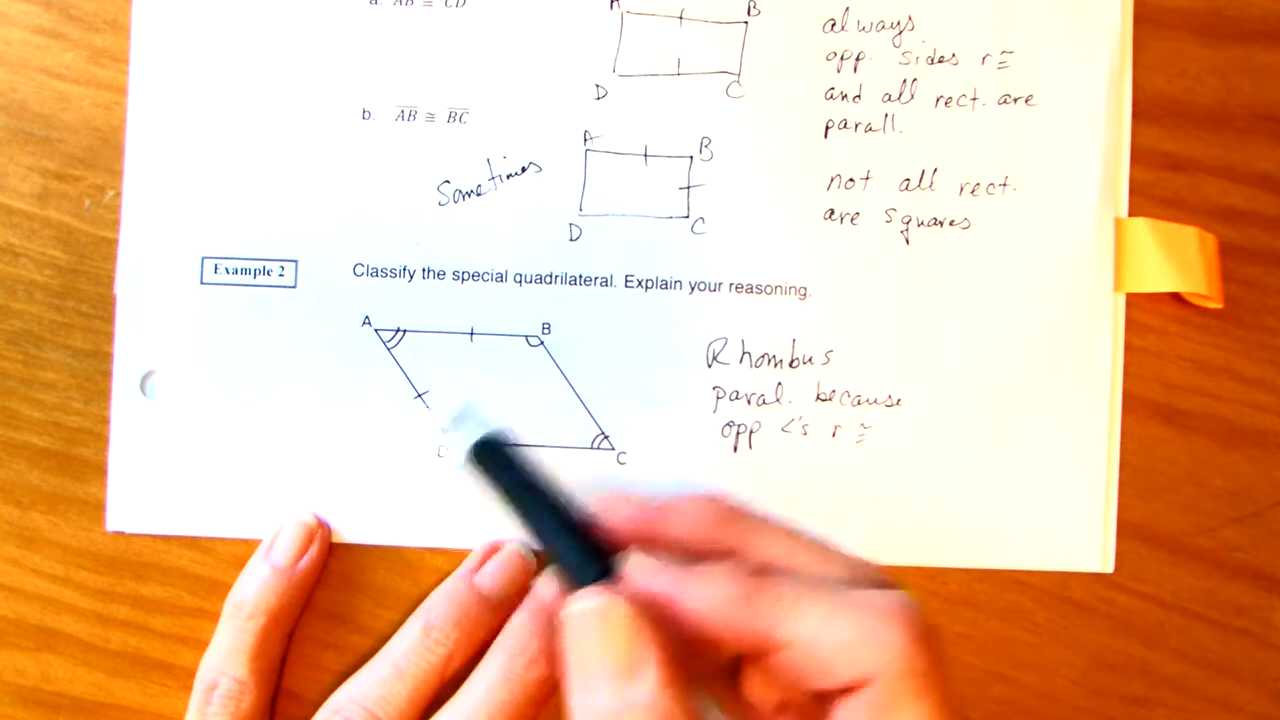 a. AB ≅ CD
A B
D C
always
opp. sides r ≅
and all rect. are
parall.
b. AB ≅ BC
Sometimes
A B
D C
not all rect.
are squares
Example 2
Classify the special quadrilateral. Explain your reasoning.
A B
C
Rhombus
paral. because
opp <'s r ≅